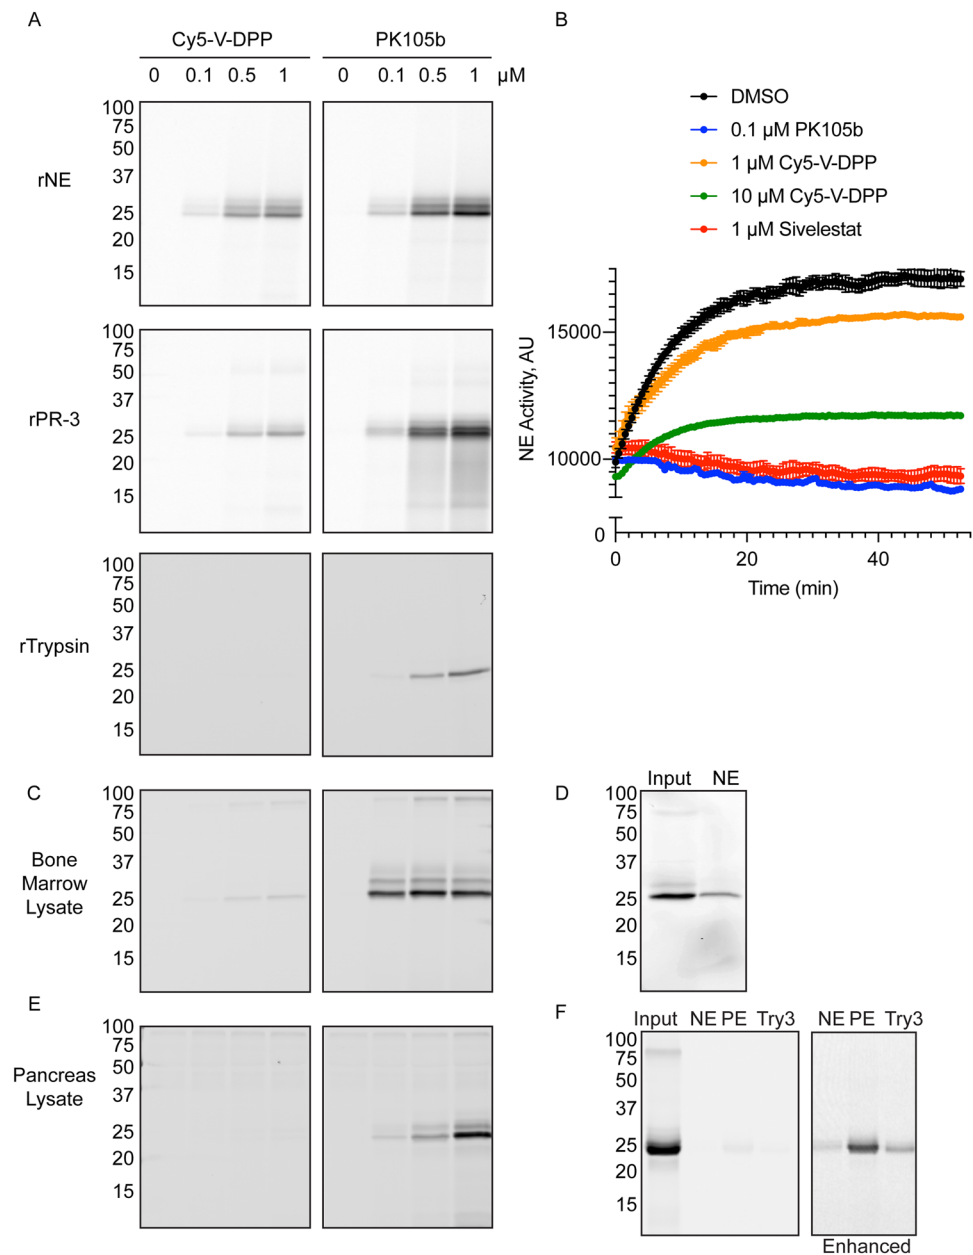 A
Cy5-V-DPP PK105b
0 0.1 0.5 1 0 0.1 0.5 1 µM
rNE
100
75
50
37
25
20
15
rPR-3
100
75
50
37
25
20
15
rTrypsin
100
75
50
37
25
20
15
B
DMSO
0.1 µM PK105b
1 µM Cy5-V-DPP
10 µM Cy5-V-DPP
1 µM Sivelestat
NE Activity, AU
15000
10000
0
0 20 40
Time (min)
C
Bone
Marrow
Lysate
100
75
50
37
25
20
15
D
Input NE
100
75
50
37
25
20
15
E
Pancreas
Lysate
100
75
50
37
25
20
15
F
Input NE PE Try3 NE PE Try3
100
75
50
37
25
20
15
Enhanced